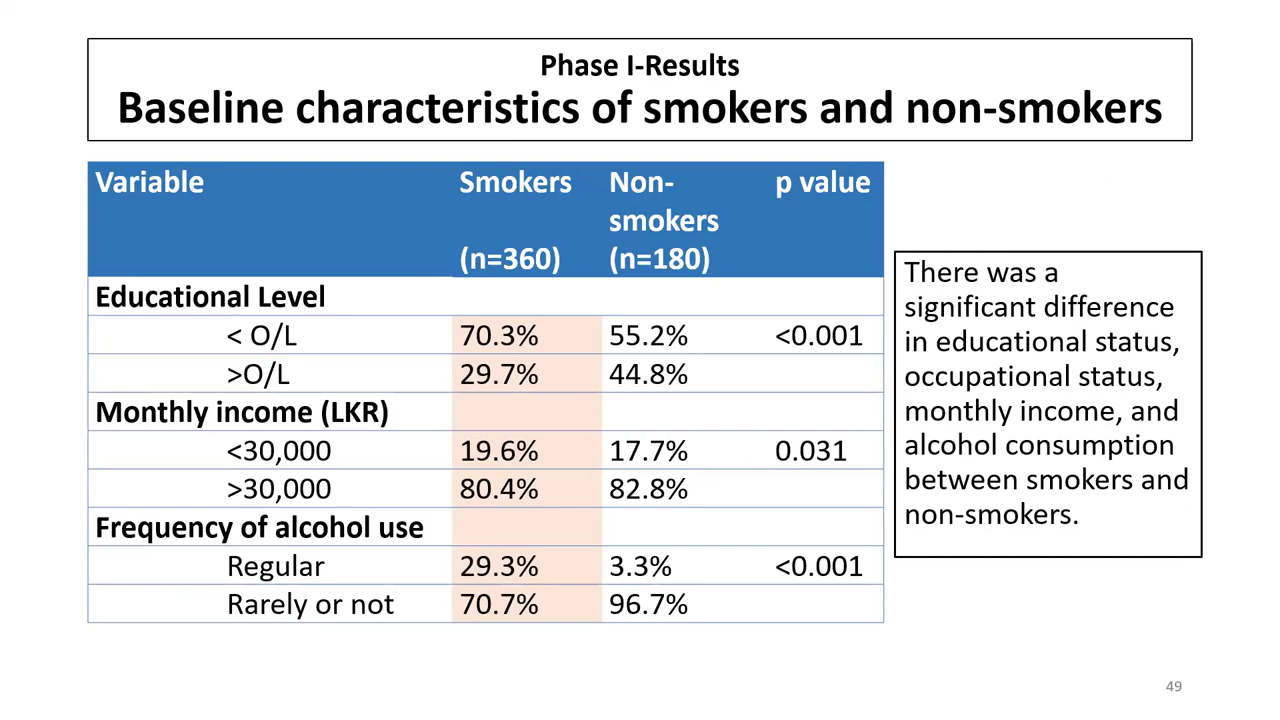 Phase I-Results
Baseline characteristics of smokers and non-smokers
Variable Smokers Non- p value
smokers
(n=360) (n=180)
Educational Level
< O/L 70.3% 55.2% <0.001
>O/L 29.7% 44.8%
Monthly income (LKR)
<30,000 19.6% 17.7% 0.031
>30,000 80.4% 82.8%
Frequency of alcohol use
Regular 29.3% 3.3% <0.001
Rarely or not 70.7% 96.7%
There was a
significant difference
in educational status,
occupational status,
monthly income, and
alcohol consumption
between smokers and
non-smokers.
49